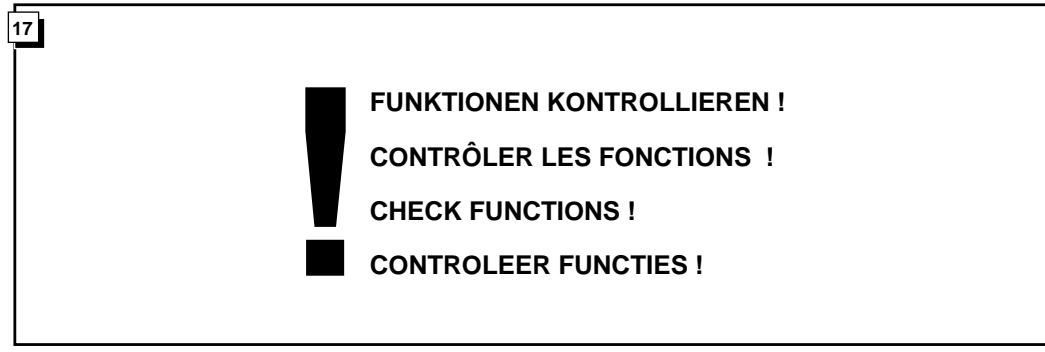 17
FUNKTIONEN KONTROLLIEREN !
CONTRÔLER LES FONCTIONS !
CHECK FUNCTIONS !
CONTROLEER FUNCTIES !